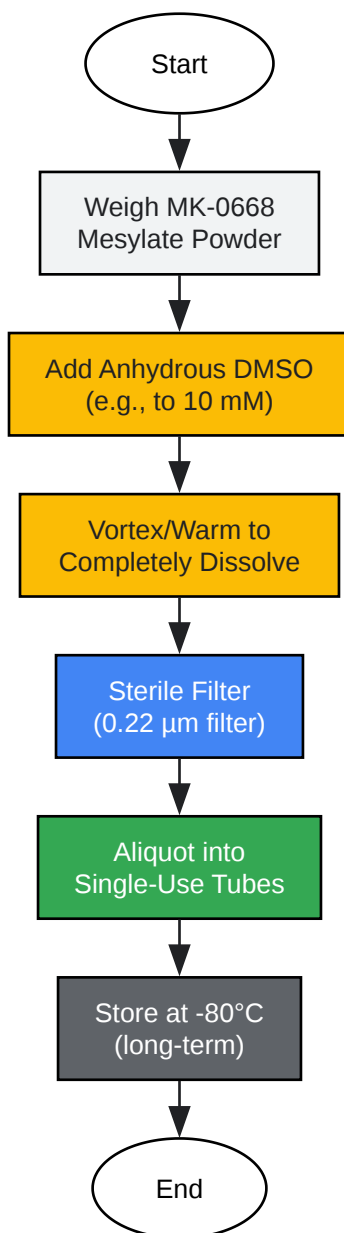 Start
Weigh MK-0668
Mesylate Powder
Add Anhydrous DMSO
(e.g., to 10 mM)
Vortex/Warm to
Completely Dissolve
Sterile Filter
(0.22 µm filter)
Aliquot into
Single-Use Tubes
Store at -80°C
(long-term)
End